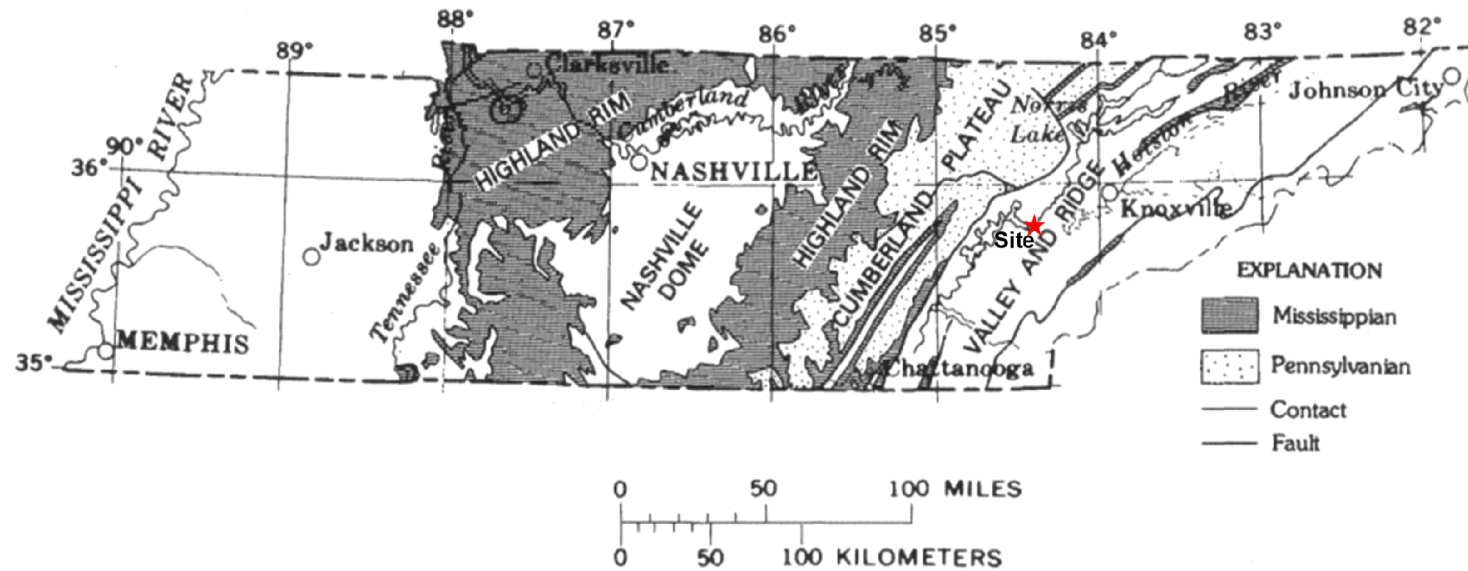 88°
89°
87°
86°
85°
84°
83°
82°
MISSISSIPPI RIVER
36°
90°
35°
Clarksville
HIGHLAND RIM
Cumberland
River
River
NASHVILLE
Jackson
Tennessee
MEMPHIS
NASHVILLE
DOME
HIGHLAND RIM
CUMBERLAND PLATEAU
Norris
Lake
Holston River
Johnson City
Knoxville
Site
VALLEY AND RIDGE
Chattanooga
EXPLANATION
Mississippian
Pennsylvanian
Contact
Fault
0 50 100 MILES
0 50 100 KILOMETERS